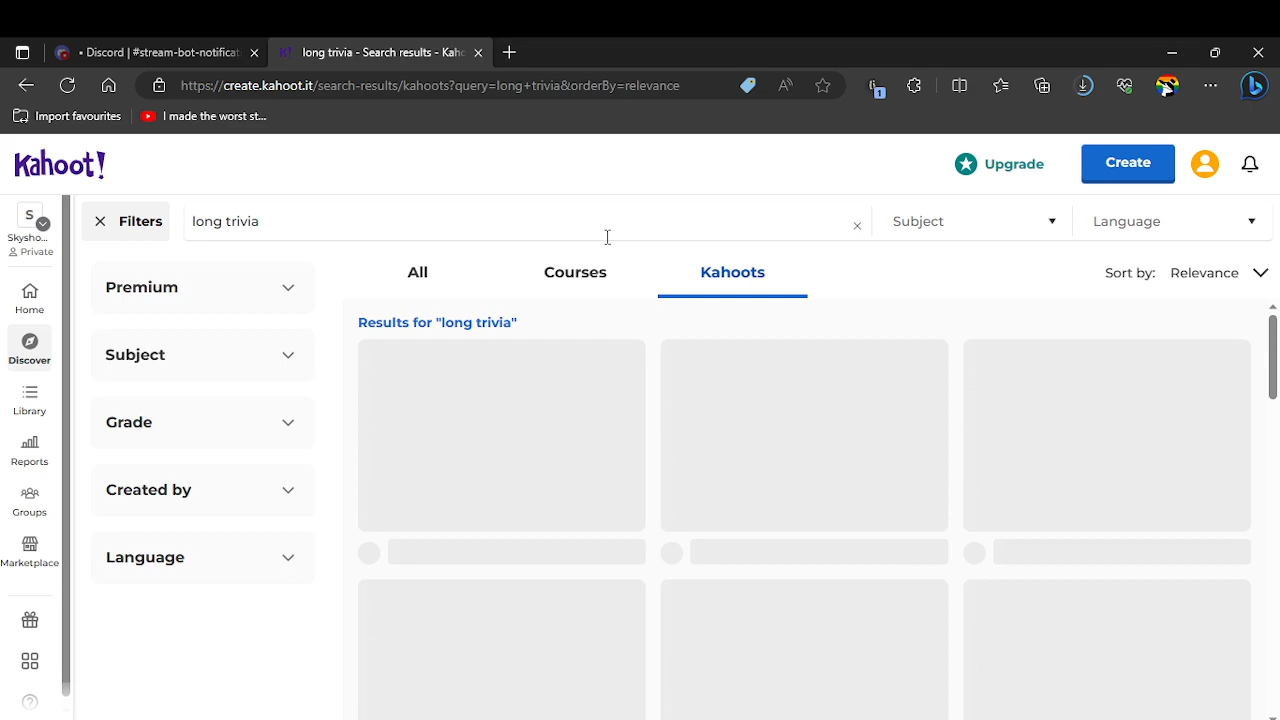 • Discord | #stream-bot-notificat
long trivia - Search results - Kaho
https://create.kahoot.it/search-results/kahoots?query=long+trivia&orderBy=relevance
1
Import favourites
I made the worst st...
Kahoot!
Upgrade
Create
S
Skysho...
Private
Filters
long trivia
Subject
Language
Home
Discover
Library
Reports
Groups
Marketplace
Premium
Subject
Grade
Created by
Language
All
Courses
Kahoots
Sort by: Relevance
Results for "long trivia"